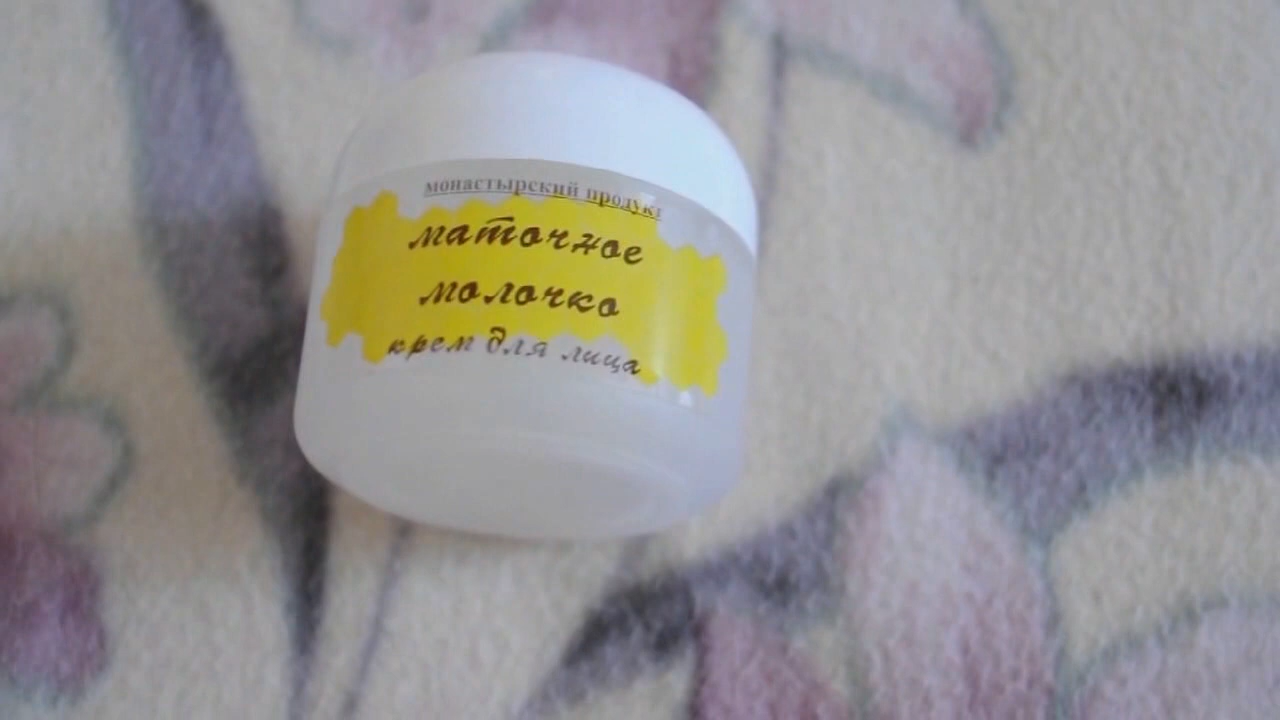 монастырский продукт
маточное
молочко
крем для лица